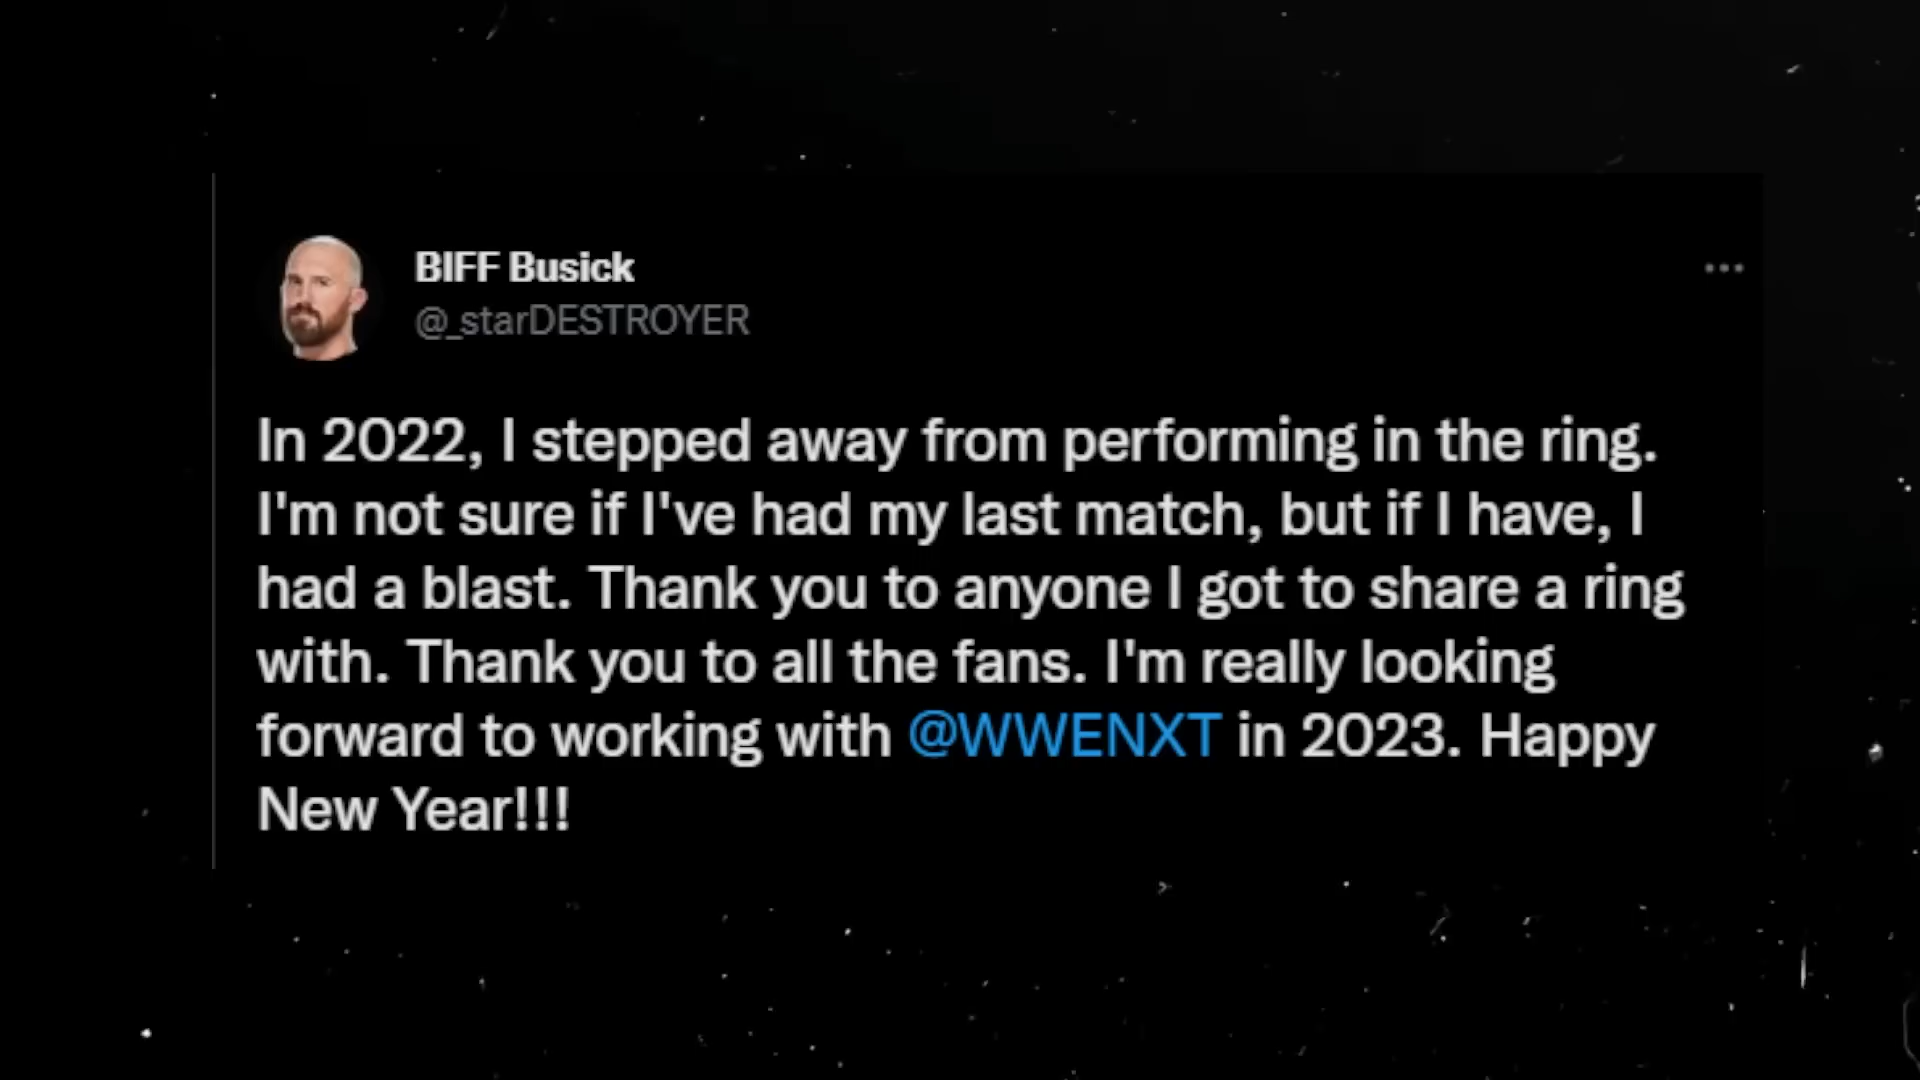 BIFF Busick
@_starDESTROYER
In 2022, I stepped away from performing in the ring.
I'm not sure if I've had my last match, but if I have, I
had a blast. Thank you to anyone I got to share a ring
with. Thank you to all the fans. I'm really looking
forward to working with @WWENXT in 2023. Happy
New Year!!!